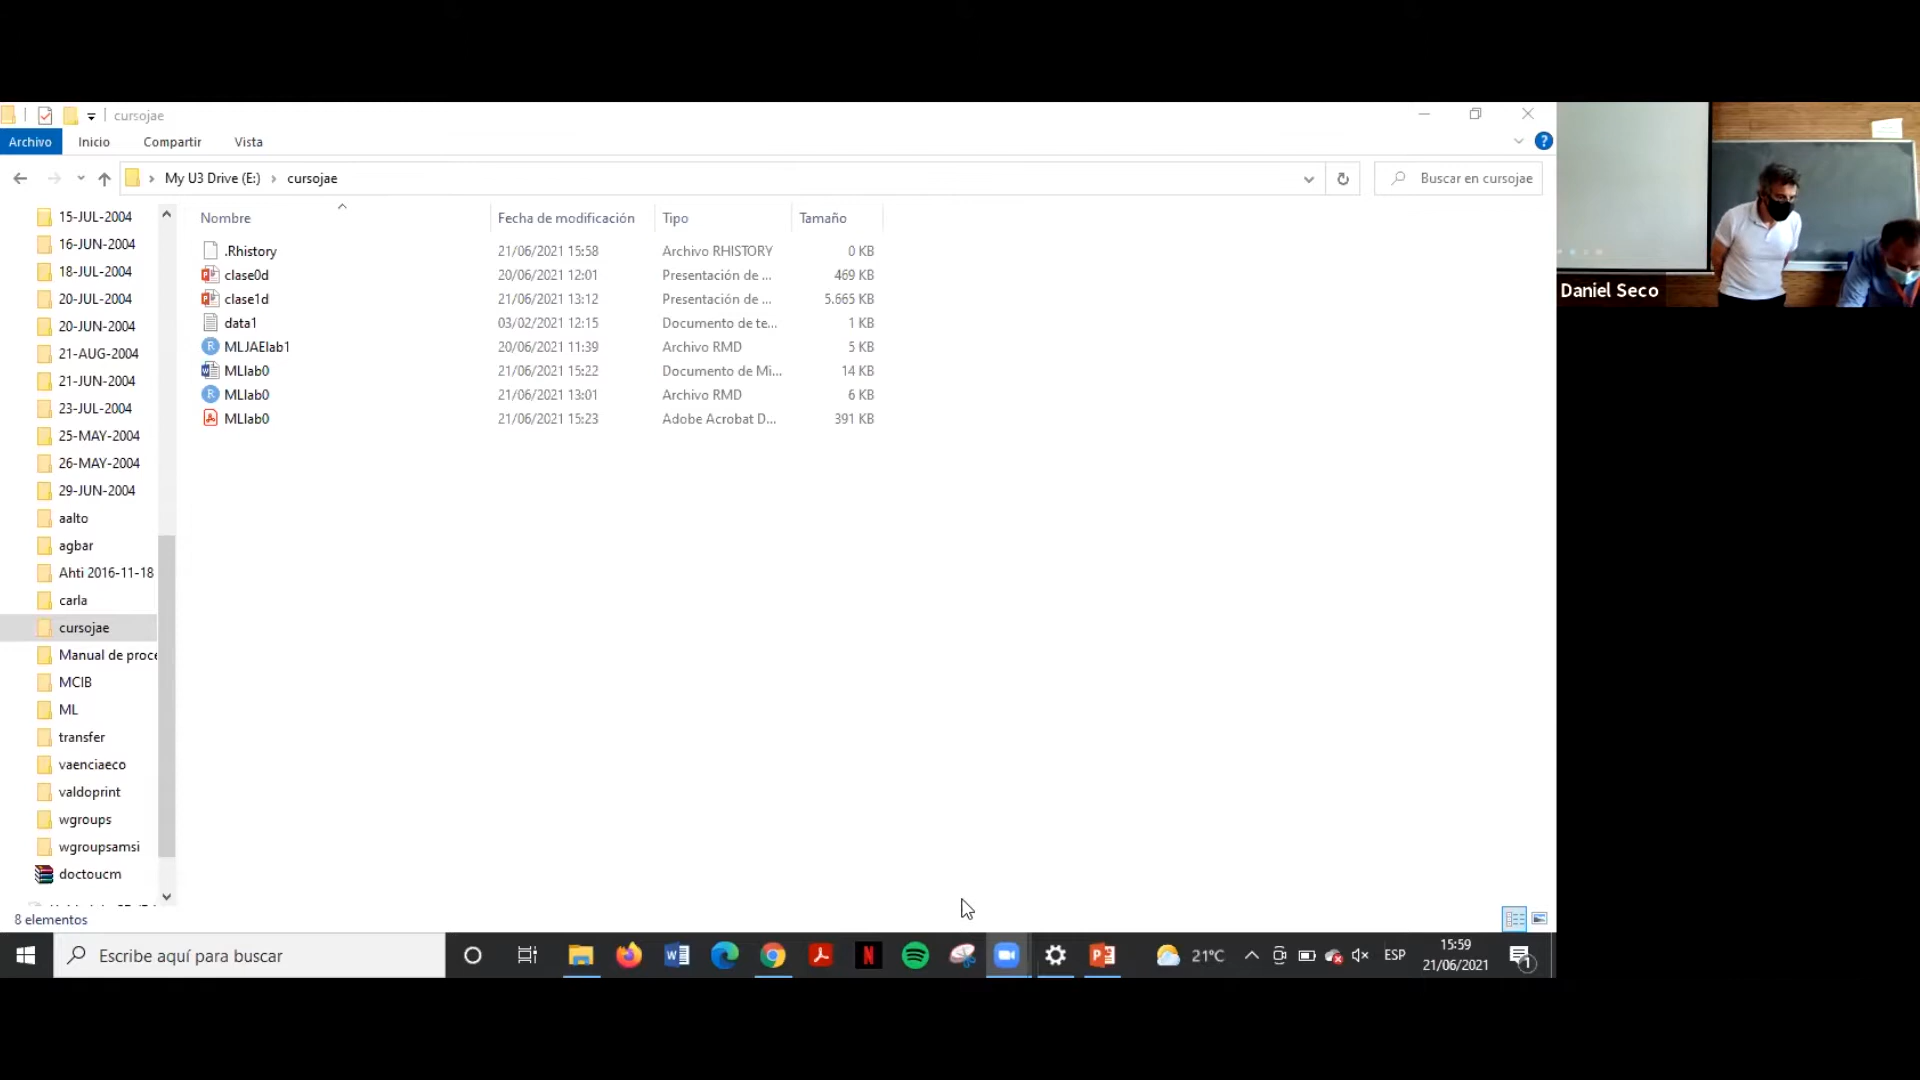 cursojae
Archivo Inicio Compartir Vista
My U3 Drive (E:) > cursojae
Buscar en cursojae
15-JUL-2004
16-JUN-2004
18-JUL-2004
20-JUL-2004
20-JUN-2004
21-AUG-2004
21-JUN-2004
23-JUL-2004
25-MAY-2004
26-MAY-2004
29-JUN-2004
aalto
agbar
Ahti 2016-11-18
carla
cursojae
Manual de proce
MCIB
ML
transfer
vaenciaeco
valdoprint
wgroups
wgroupsamsi
doctoucm
Nombre Fecha de modificación Tipo Tamaño
.Rhistory 21/06/2021 15:58 Archivo RHISTORY 0 KB
clase0d 20/06/2021 12:01 Presentación de ... 469 KB
clase1d 21/06/2021 13:12 Presentación de ... 5.665 KB
data1 03/02/2021 12:15 Documento de te... 1 KB
MLJAElab1 20/06/2021 11:39 Archivo RMD 5 KB
MLlab0 21/06/2021 15:22 Documento de Mi... 14 KB
MLlab0 21/06/2021 13:01 Archivo RMD 6 KB
MLlab0 21/06/2021 15:23 Adobe Acrobat D... 391 KB
Daniel Seco
8 elementos
Escribe aquí para buscar
21°C
ESP
15:59
21/06/2021
1